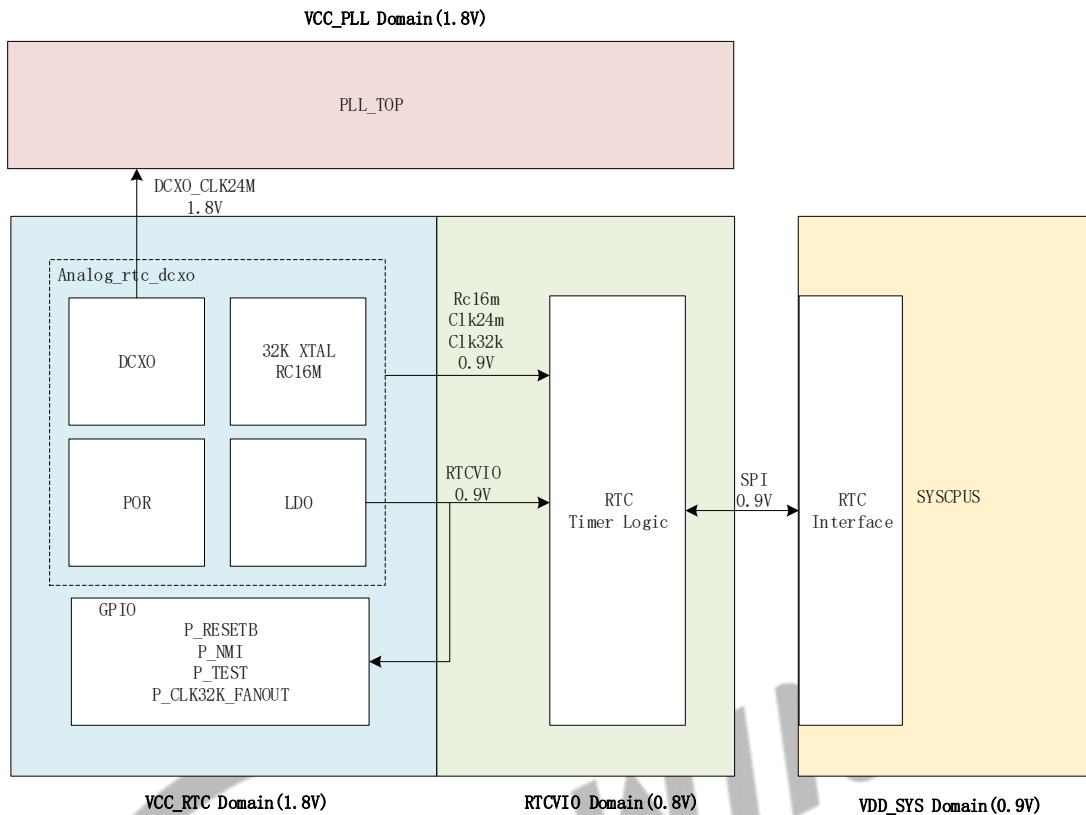 VCC_PLL Domain(1.8V)
PLL_TOP
DCXO_CLK24M
1.8V
Analog_rtc_dcxo
DCXO
32K XTAL
RC16M
POR
LDO
Rc16m
Clk24m
Clk32k
0.9V
RTCVIO
0.9V
RTC
Timer Logic
SPI
0.9V
RTC
Interface
SYSCPUS
GPIO
P_RESETB
P_NMI
P_TEST
P_CLK32K_FANOUT
VCC_RTC Domain(1.8V)
RTCVIO Domain(0.8V)
VDD_SYS Domain(0.9V)